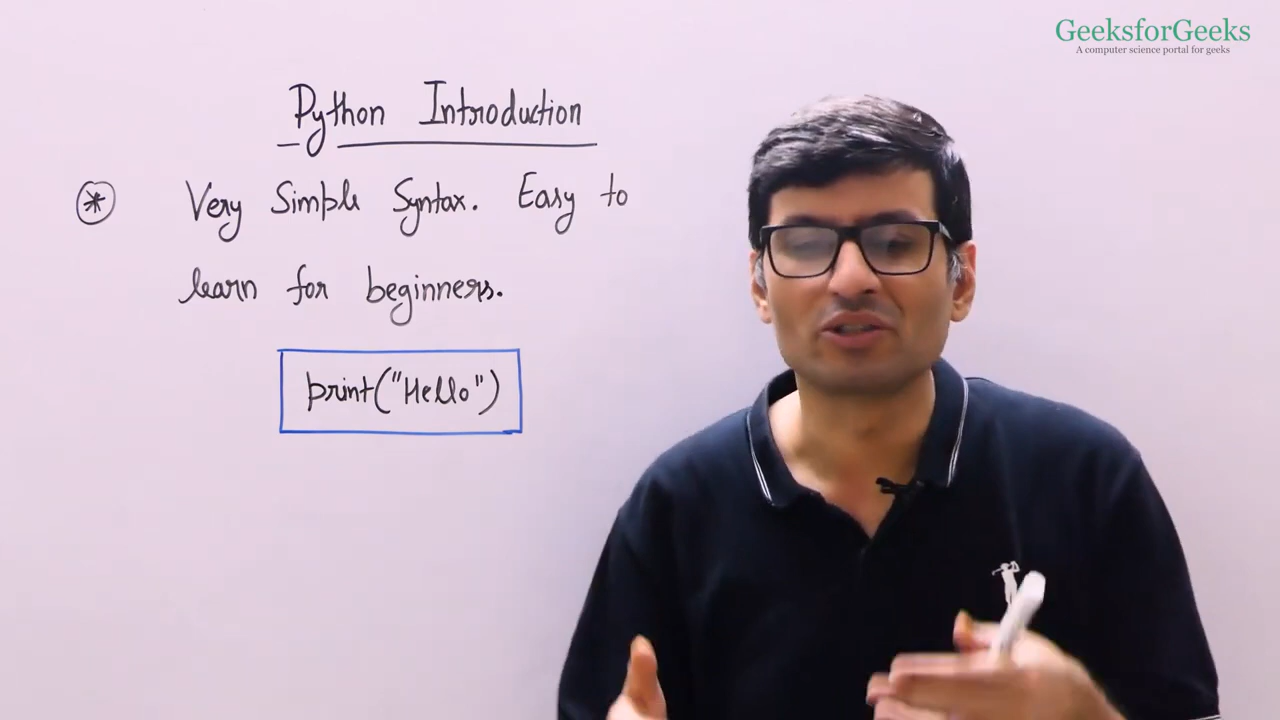 GeeksforGeeks
A computer science portal for geeks
Python Introduction
* Very Simple Syntax. Easy to
learn for beginners.
print("Hello")